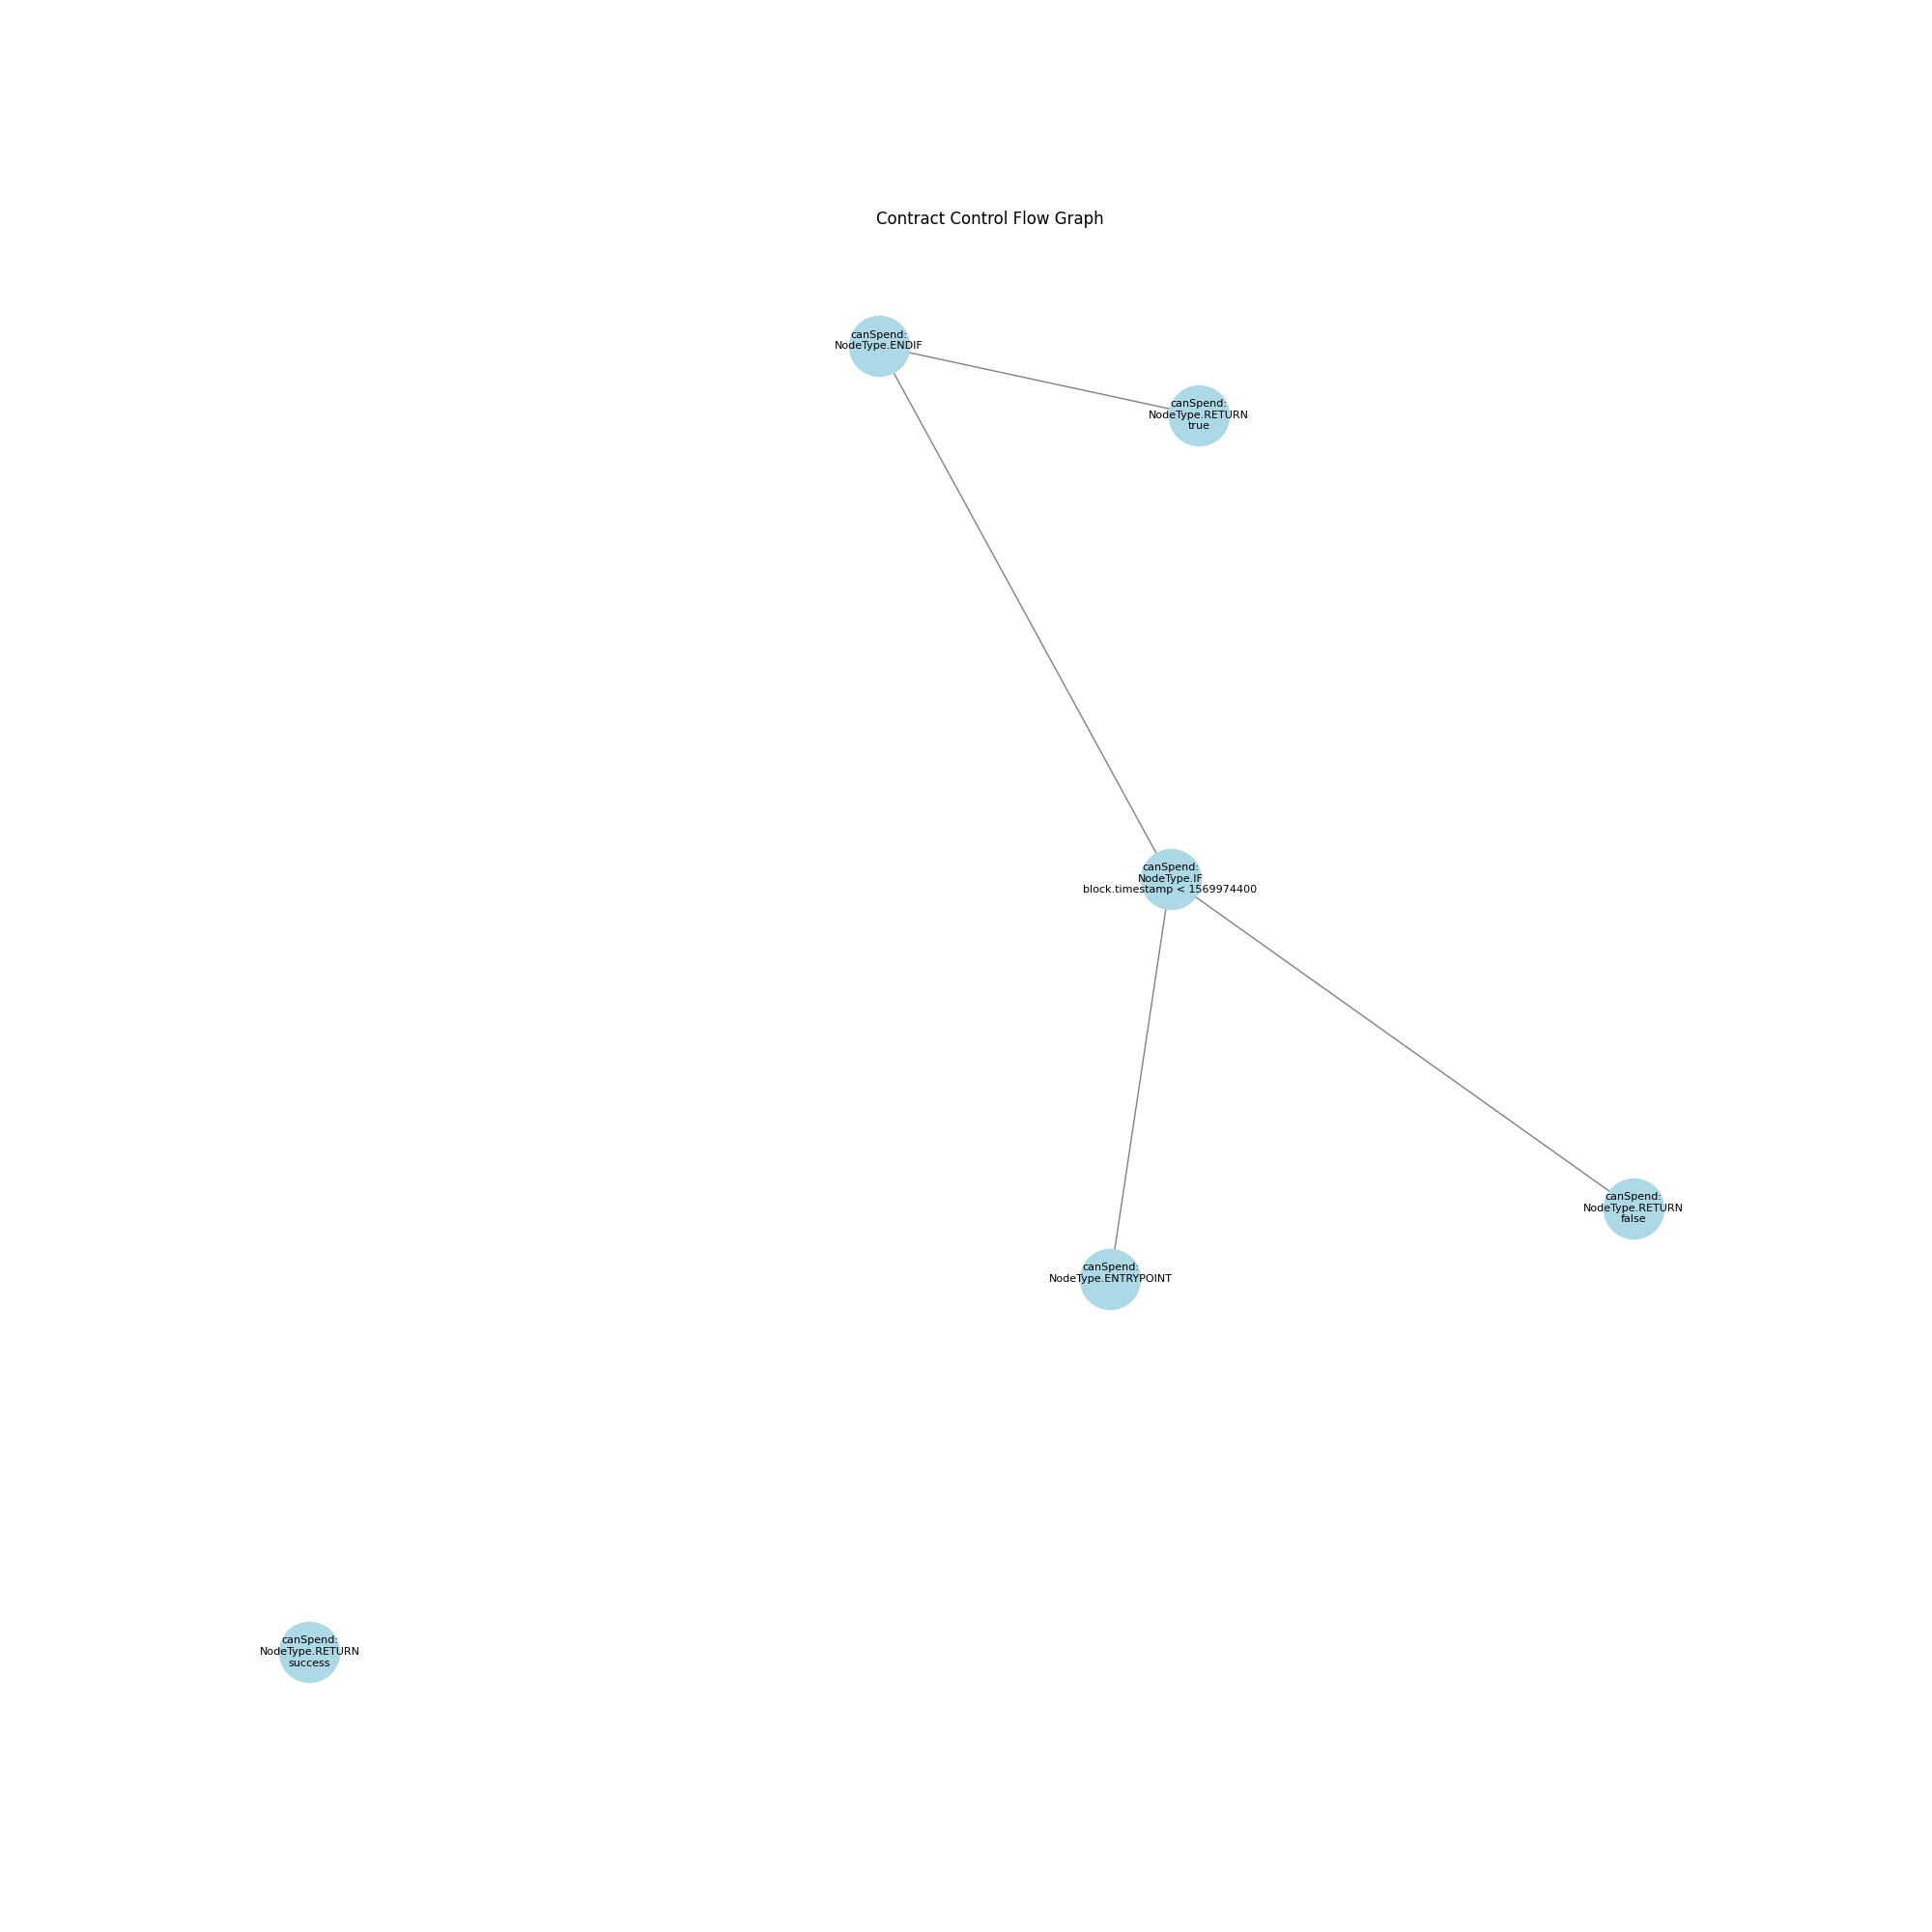 Contract Control Flow Graph
canSpend:
NodeType.ENDIF
canSpend:
NodeType.RETURN
true
canSpend:
NodeType.IF
block.timestamp < 1569974400
canSpend:
NodeType.RETURN
false
canSpend:
NodeType.ENTRYPOINT
canSpend:
NodeType.RETURN
success